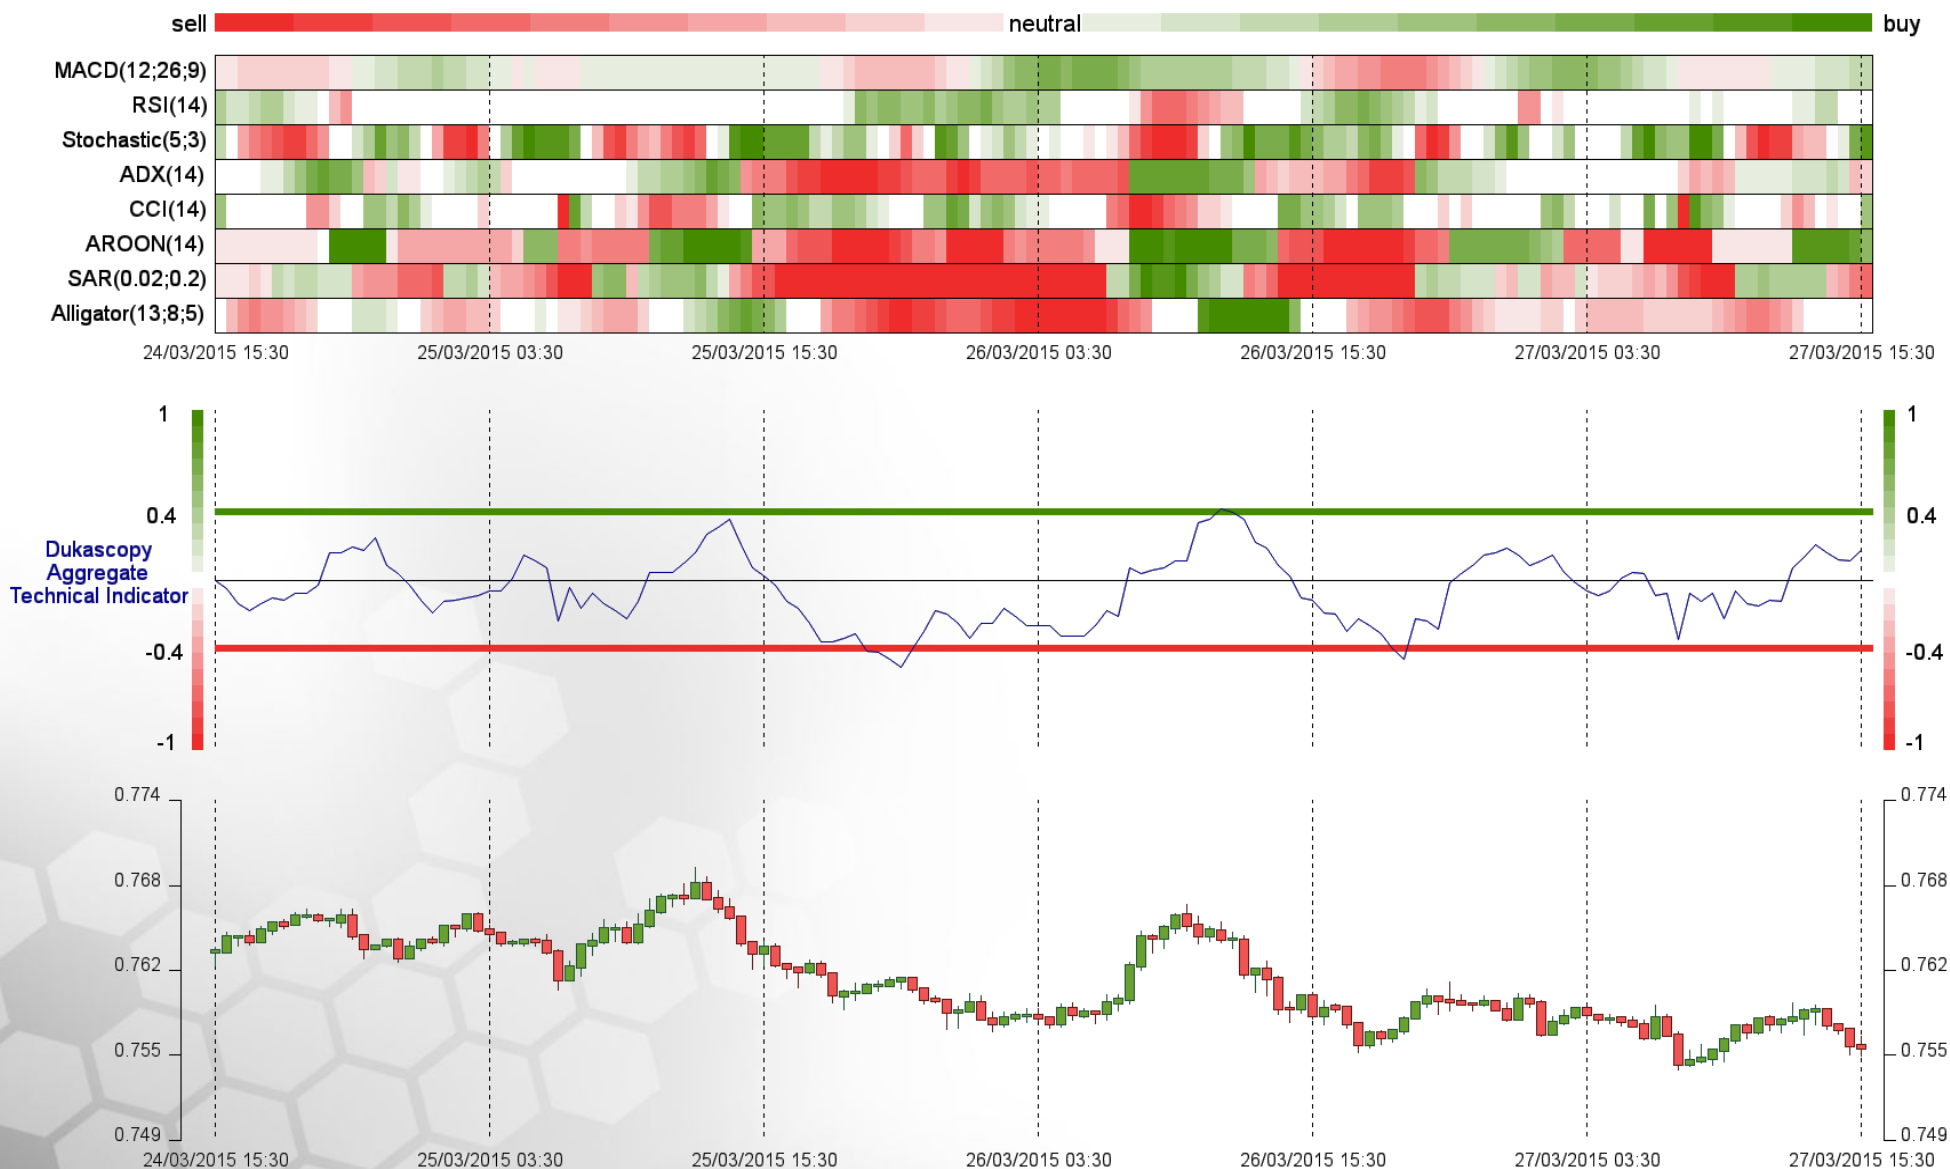 sell neutral buy
MACD(12;26;9)
RSI(14)
Stochastic(5;3)
ADX(14)
CCI(14)
AROON(14)
SAR(0.02;0.2)
Alligator(13;8;5)
24/03/2015 15:30 25/03/2015 03:30 25/03/2015 15:30 26/03/2015 03:30 26/03/2015 15:30 27/03/2015 03:30 27/03/2015 15:30
1 1
0.4 0.4
Dukascopy
Aggregate
Technical Indicator
-0.4 -0.4
-1 -1
0.774 0.774
0.768 0.768
0.762 0.762
0.755 0.755
0.749 0.749
24/03/2015 15:30 25/03/2015 03:30 25/03/2015 15:30 26/03/2015 03:30 26/03/2015 15:30 27/03/2015 03:30 27/03/2015 15:30